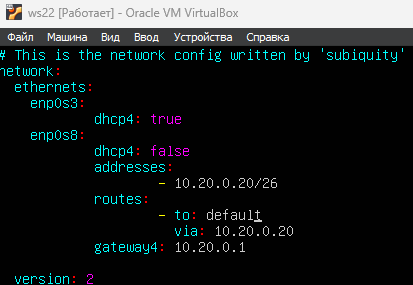 ws22 [Работает] - Oracle VM VirtualBox
Файл Машина Вид Ввод Устройства Справка
# This is the network config written by 'subiquity'
network:
  ethernets:
    enp0s3:
            dhcp4: true
    enp0s8:
            dhcp4: false
            addresses:
                    - 10.20.0.20/26
            routes:
                    - to: default
                      via: 10.20.0.20
            gateway4: 10.20.0.1
  version: 2